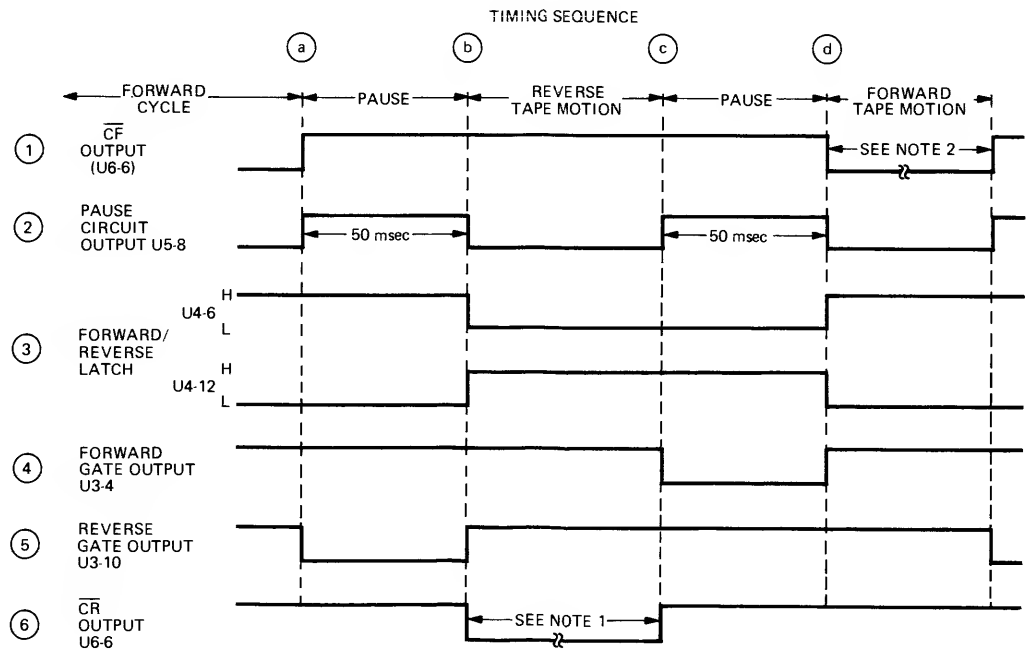 TIMING SEQUENCE
a b c d
FORWARD CYCLE
PAUSE
REVERSE TAPE MOTION
PAUSE
FORWARD TAPE MOTION
1
CF
OUTPUT
(U6-6)
SEE NOTE 2
2
PAUSE
CIRCUIT
OUTPUT U5-8
50 msec
50 msec
3
FORWARD/
REVERSE
LATCH
H
U4-6
L
H
U4-12
L
4
FORWARD
GATE OUTPUT
U3-4
5
REVERSE
GATE OUTPUT
U3-10
6
CR
OUTPUT
U6-6
SEE NOTE 1